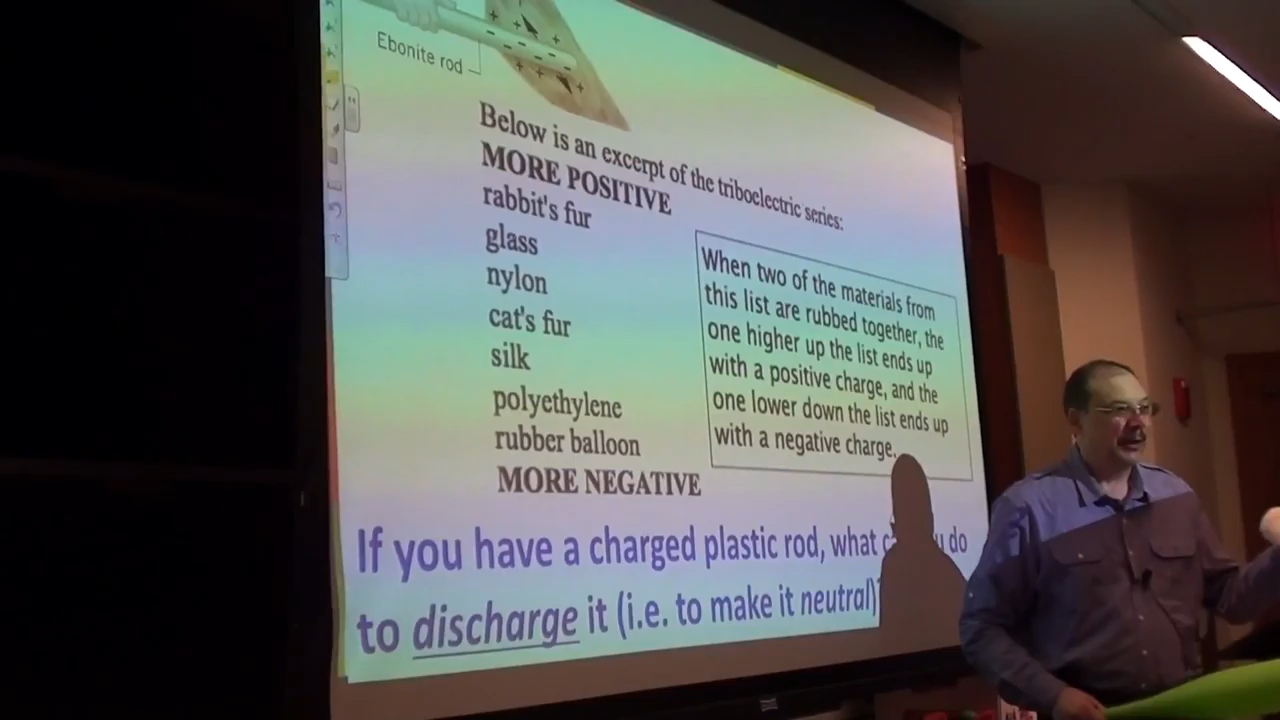 Ebonite rod
Below is an excerpt of the triboelectric series:
MORE POSITIVE
rabbit's fur
glass
nylon
cat's fur
silk
polyethylene
rubber balloon
MORE NEGATIVE
When two of the materials from
this list are rubbed together, the
one higher up the list ends up
with a positive charge, and the
one lower down the list ends up
with a negative charge.
If you have a charged plastic rod, what do
to discharge it (i.e. to make it neutral)